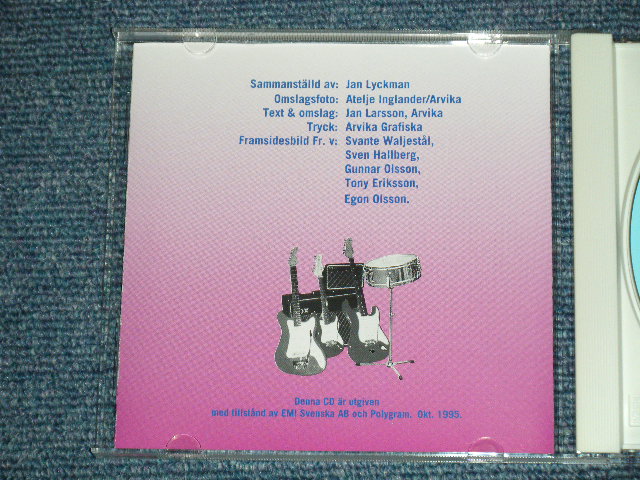 Sammanställd av: Jan Lyckman
Omslagsfoto: Atelje Inglander/Arvika
Text & omslag: Jan Larsson, Arvika
Tryck: Arvika Grafiska
Framsidesbild Fr. v: Svante Waljestål,
Sven Hallberg,
Gunnar Olsson,
Tony Eriksson,
Egon Olsson.
Denna CD är utgiven
med tillstånd av EMI Svenska AB och Polygram. Okt. 1995.